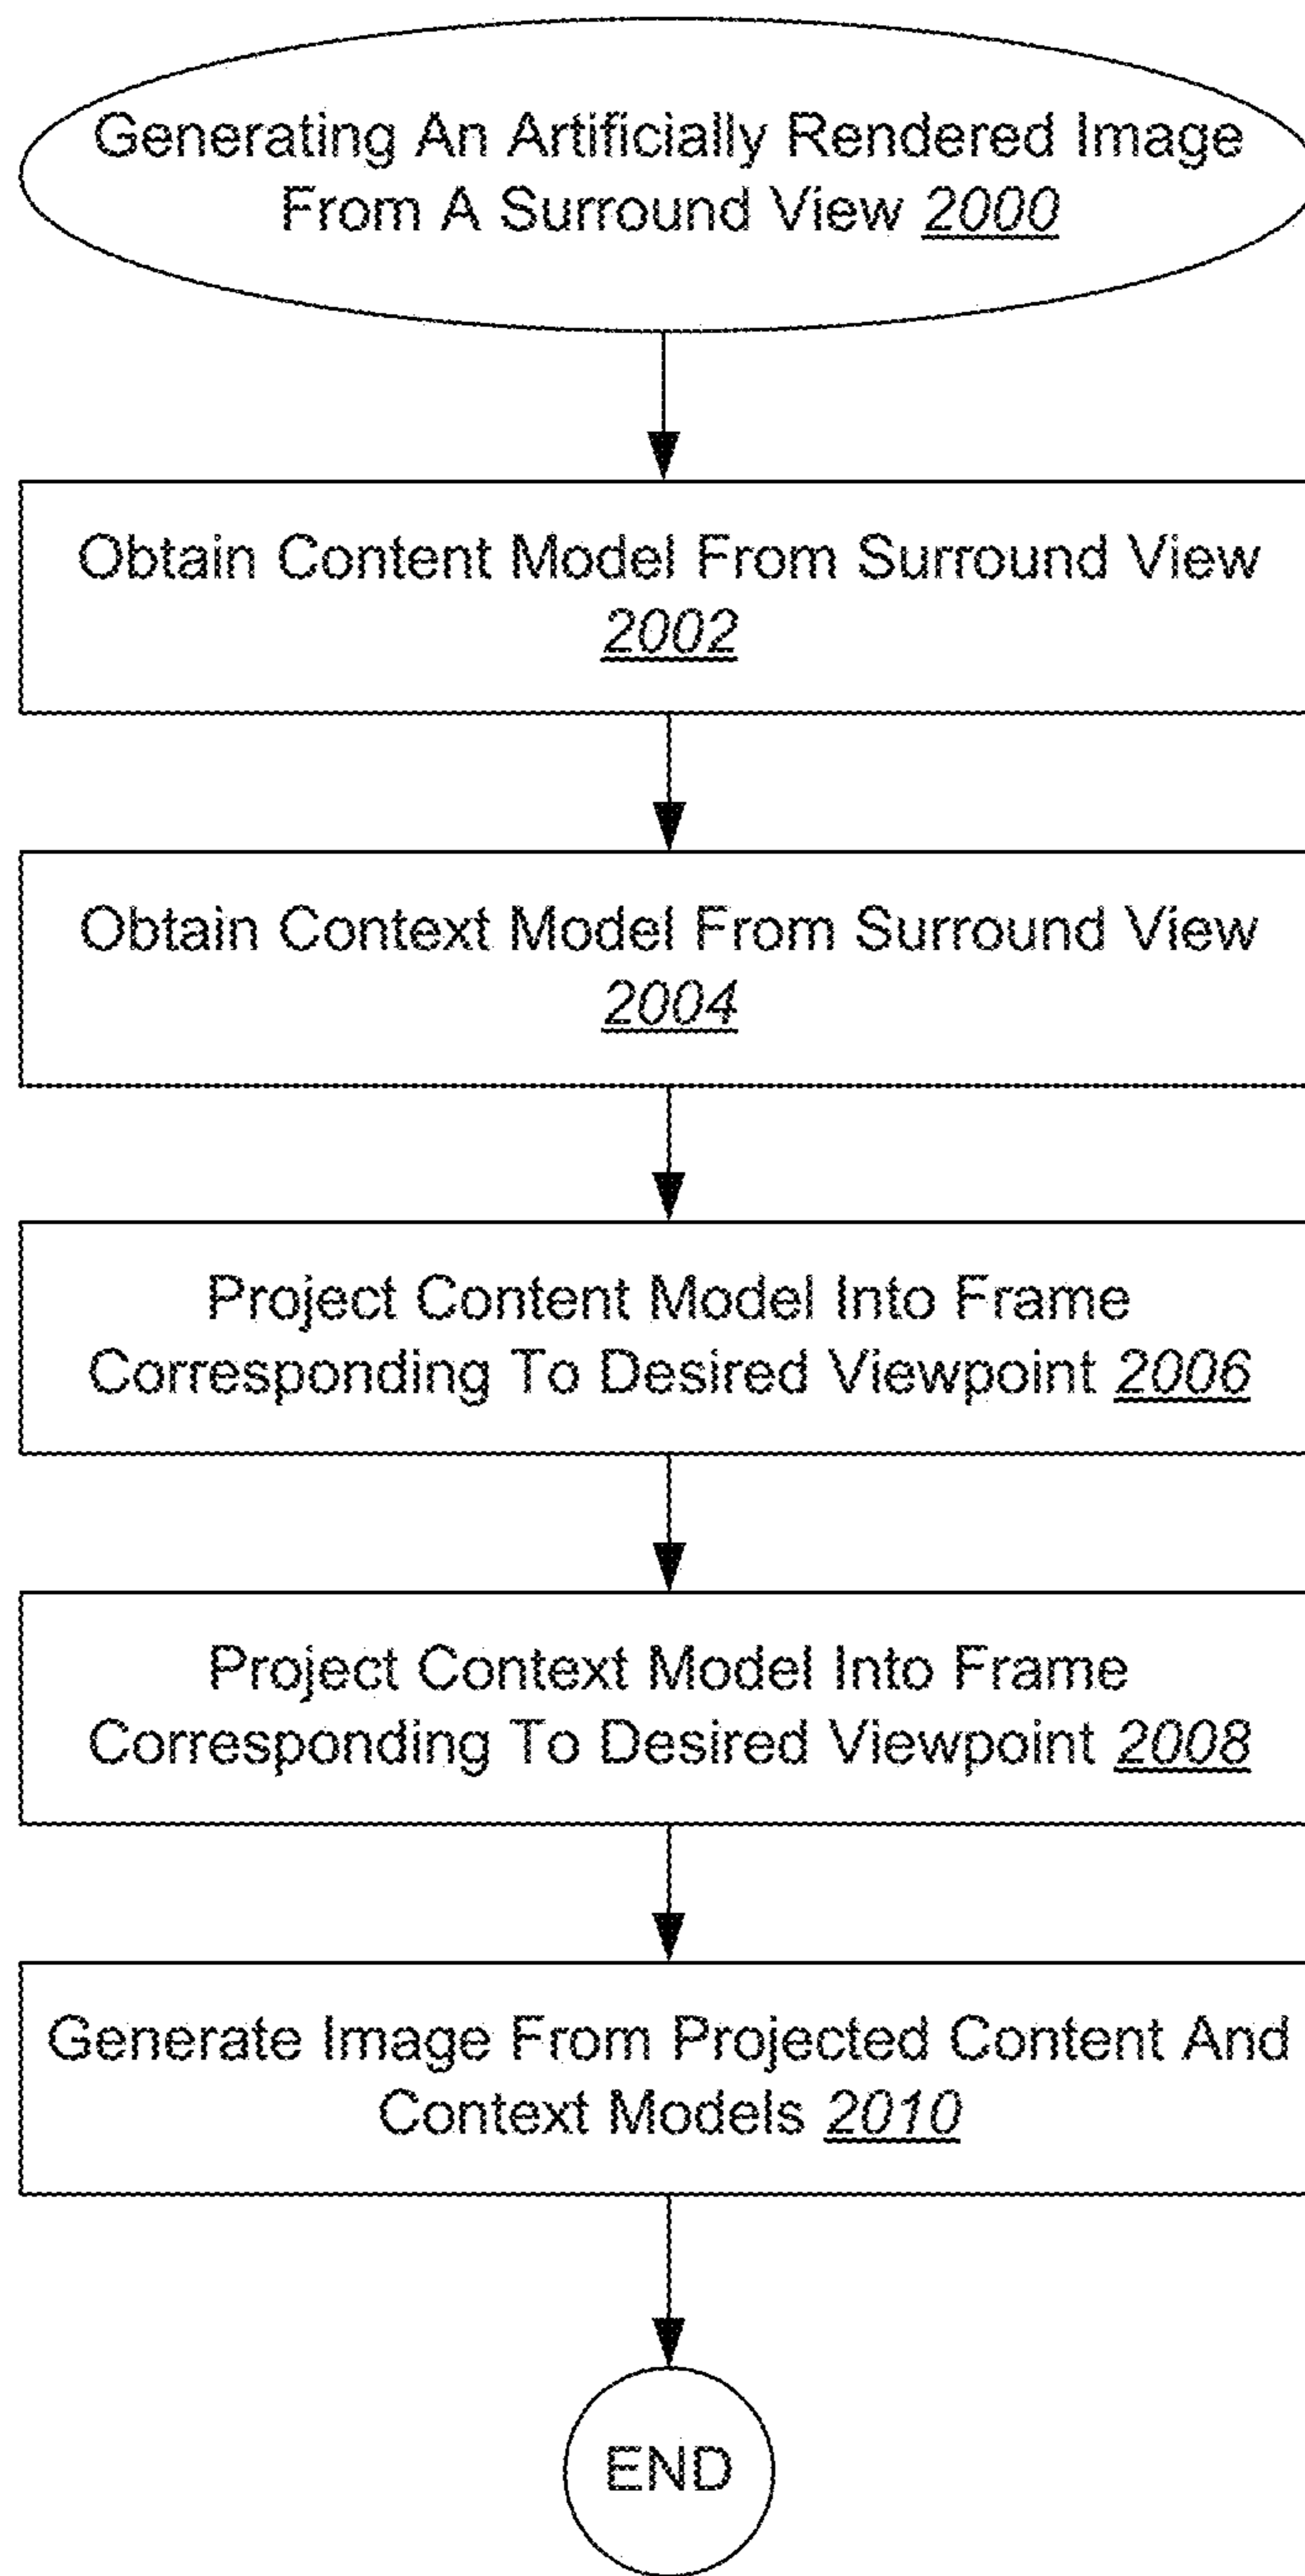 Generating An Artificially Rendered Image
From A Surround View 2000
Obtain Content Model From Surround View
2002
Obtain Context Model From Surround View
2004
Project Content Model Into Frame
Corresponding To Desired Viewpoint 2006
Project Context Model Into Frame
Corresponding To Desired Viewpoint 2008
Generate Image From Projected Content And
Context Models 2010
END